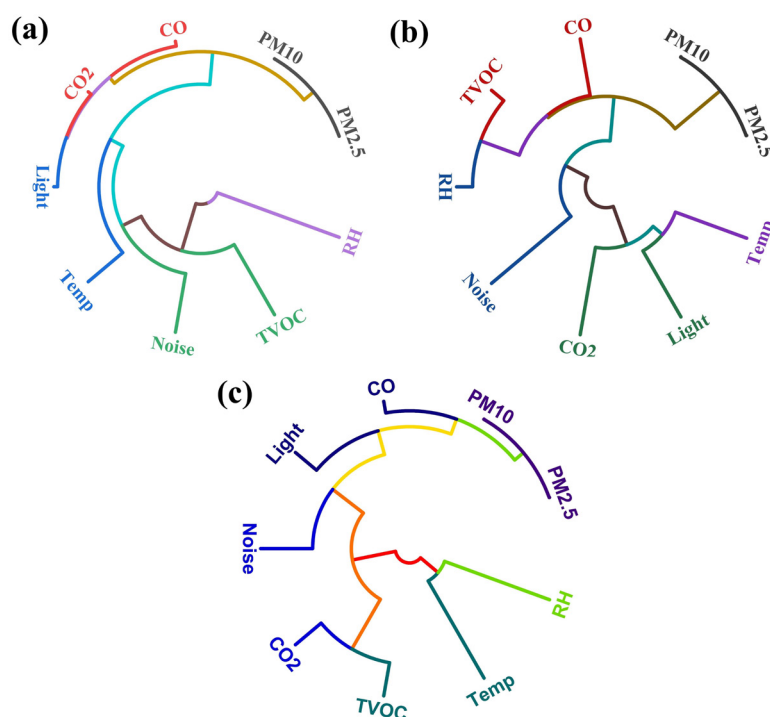 (a)
CO
PM10
CO2
PM2.5
Light
RH
Temp
Noise
TVOC
(b)
CO
PM10
TVOC
PM2.5
RH
Temp
Noise
CO2
Light
(c)
CO
PM10
Light
PM2.5
Noise
RH
CO2
Temp
TVOC